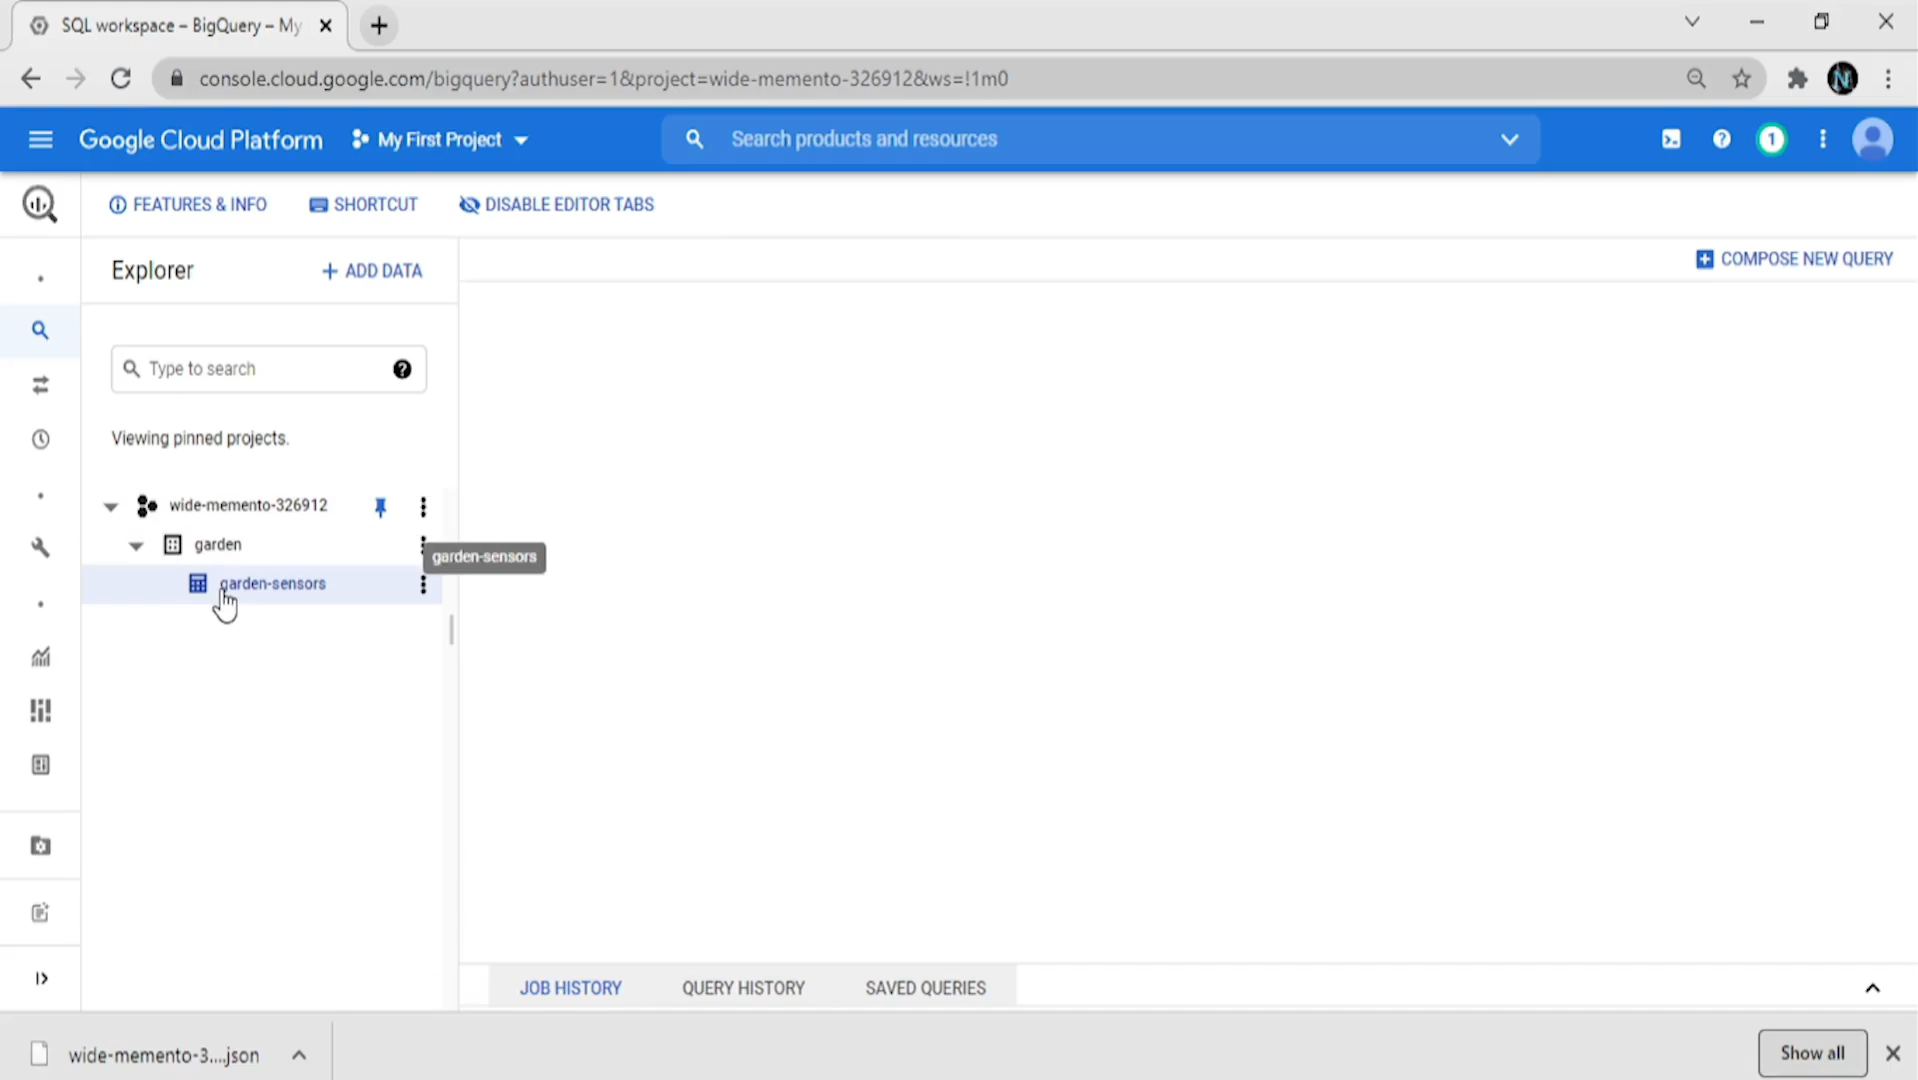 SQL workspace – BigQuery – My
console.cloud.google.com/bigquery?authuser=1&project=wide-memento-326912&ws=!1m0
Google Cloud Platform
My First Project
Search products and resources
1
FEATURES & INFO
SHORTCUT
DISABLE EDITOR TABS
Explorer
ADD DATA
COMPOSE NEW QUERY
Type to search
Viewing pinned projects.
wide-memento-326912
garden
garden-sensors
garden-sensors
JOB HISTORY
QUERY HISTORY
SAVED QUERIES
wide-memento-3....json
Show all